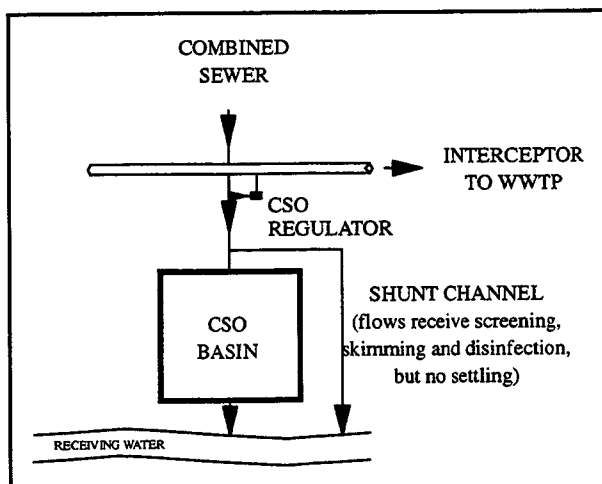 COMBINED
SEWER
INTERCEPTOR
TO WWTP
CSO
REGULATOR
SHUNT CHANNEL
(flows receive screening,
skimming and disinfection,
but no settling)
CSO
BASIN
RECEIVING WATER